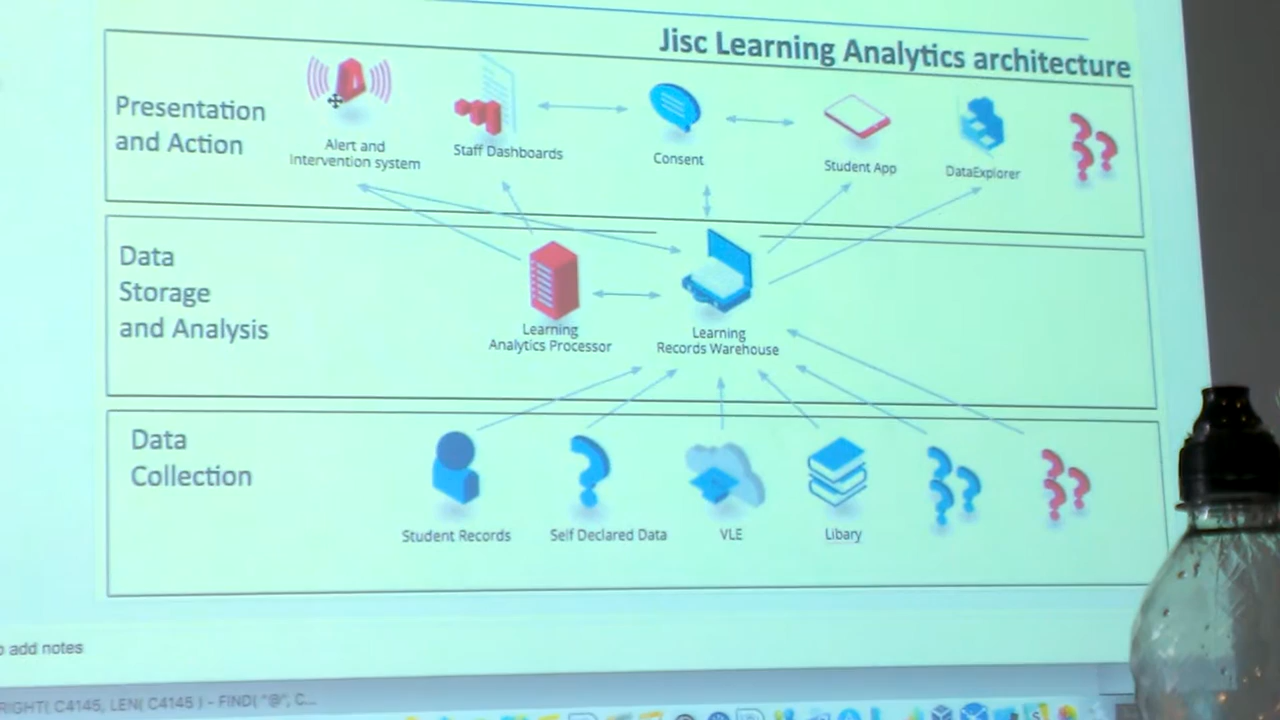 Jisc Learning Analytics architecture
Presentation
and Action
Alert and
Intervention system
Staff Dashboards
Consent
Student App
DataExplorer
Data
Storage
and Analysis
Learning
Analytics Processor
Learning
Records Warehouse
Data
Collection
Student Records
Self Declared Data
VLE
Libary
add notes
RIGHT( C4145, LEN( C4145 ) - FIND( "@", C...